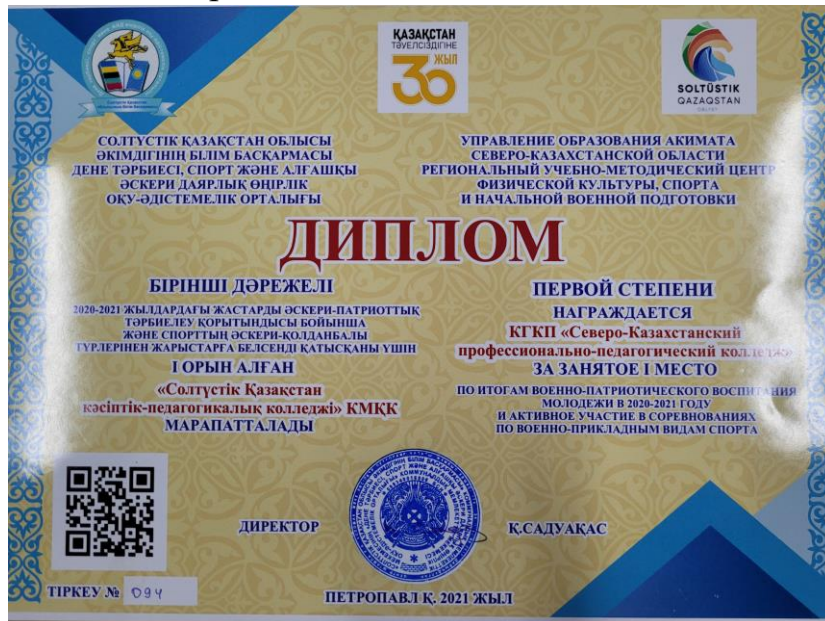 ҚАЗАҚСТАН
ТӘУЕЛСІЗДІГІНЕ
30 ЖЫЛ
SOLTÜSTIK
QAZAQSTAN
СОЛТҮСТІК ҚАЗАҚСТАН ОБЛЫСЫ
ӘКІМДІГІНІҢ БІЛІМ БАСҚАРМАСЫ
ДЕНЕ ТӘРБИЕСІ, СПОРТ ЖӘНЕ АЛҒАШҚЫ
ӘСКЕРИ ДАЯРЛЫҚ ӨҢІРЛІК
ОҚУ-ӘДІСТЕМЕЛІК ОРТАЛЫҒЫ
УПРАВЛЕНИЕ ОБРАЗОВАНИЯ АКИМАТА
СЕВЕРО-КАЗАХСТАНСКОЙ ОБЛАСТИ
РЕГИОНАЛЬНЫЙ УЧЕБНО-МЕТОДИЧЕСКИЙ ЦЕНТР
ФИЗИЧЕСКОЙ КУЛЬТУРЫ, СПОРТА
И НАЧАЛЬНОЙ ВОЕННОЙ ПОДГОТОВКИ
ДИПЛОМ
БІРІНШІ ДӘРЕЖЕЛІ
2020-2021 ЖЫЛДАРДАҒЫ ЖАСТАРДЫ ӘСКЕРИ-ПАТРИОТТЫҚ
ТӘРБИЕЛЕУ ҚОРЫТЫНДЫСЫ БОЙЫНША
ЖӘНЕ СПОРТТЫҢ ӘСКЕРИ-ҚОЛДАНБАЛЫ
ТҮРЛЕРІНЕН ЖАРЫСТАРҒА БЕЛСЕНДІ ҚАТЫСҚАНЫ ҮШІН
І ОРЫН АЛҒАН
«Солтүстік Қазақстан
кәсіптік-педагогикалық колледжі» КМҚК
МАРАПАТТАЛАДЫ
ПЕРВОЙ СТЕПЕНИ
НАГРАЖДАЕТСЯ
КГКП «Северо-Казахстанский
профессионально-педагогический колледж»
ЗА ЗАНЯТОЕ I МЕСТО
ПО ИТОГАМ ВОЕННО-ПАТРИОТИЧЕСКОГО ВОСПИТАНИЯ
МОЛОДЕЖИ В 2020-2021 ГОДУ
И АКТИВНОЕ УЧАСТИЕ В СОРЕВНОВАНИЯХ
ПО ВОЕННО-ПРИКЛАДНЫМ ВИДАМ СПОРТА
ДИРЕКТОР
Қ.САДУАҚАС
ТІРКЕУ № 094
ПЕТРОПАВЛ Қ. 2021 ЖЫЛ